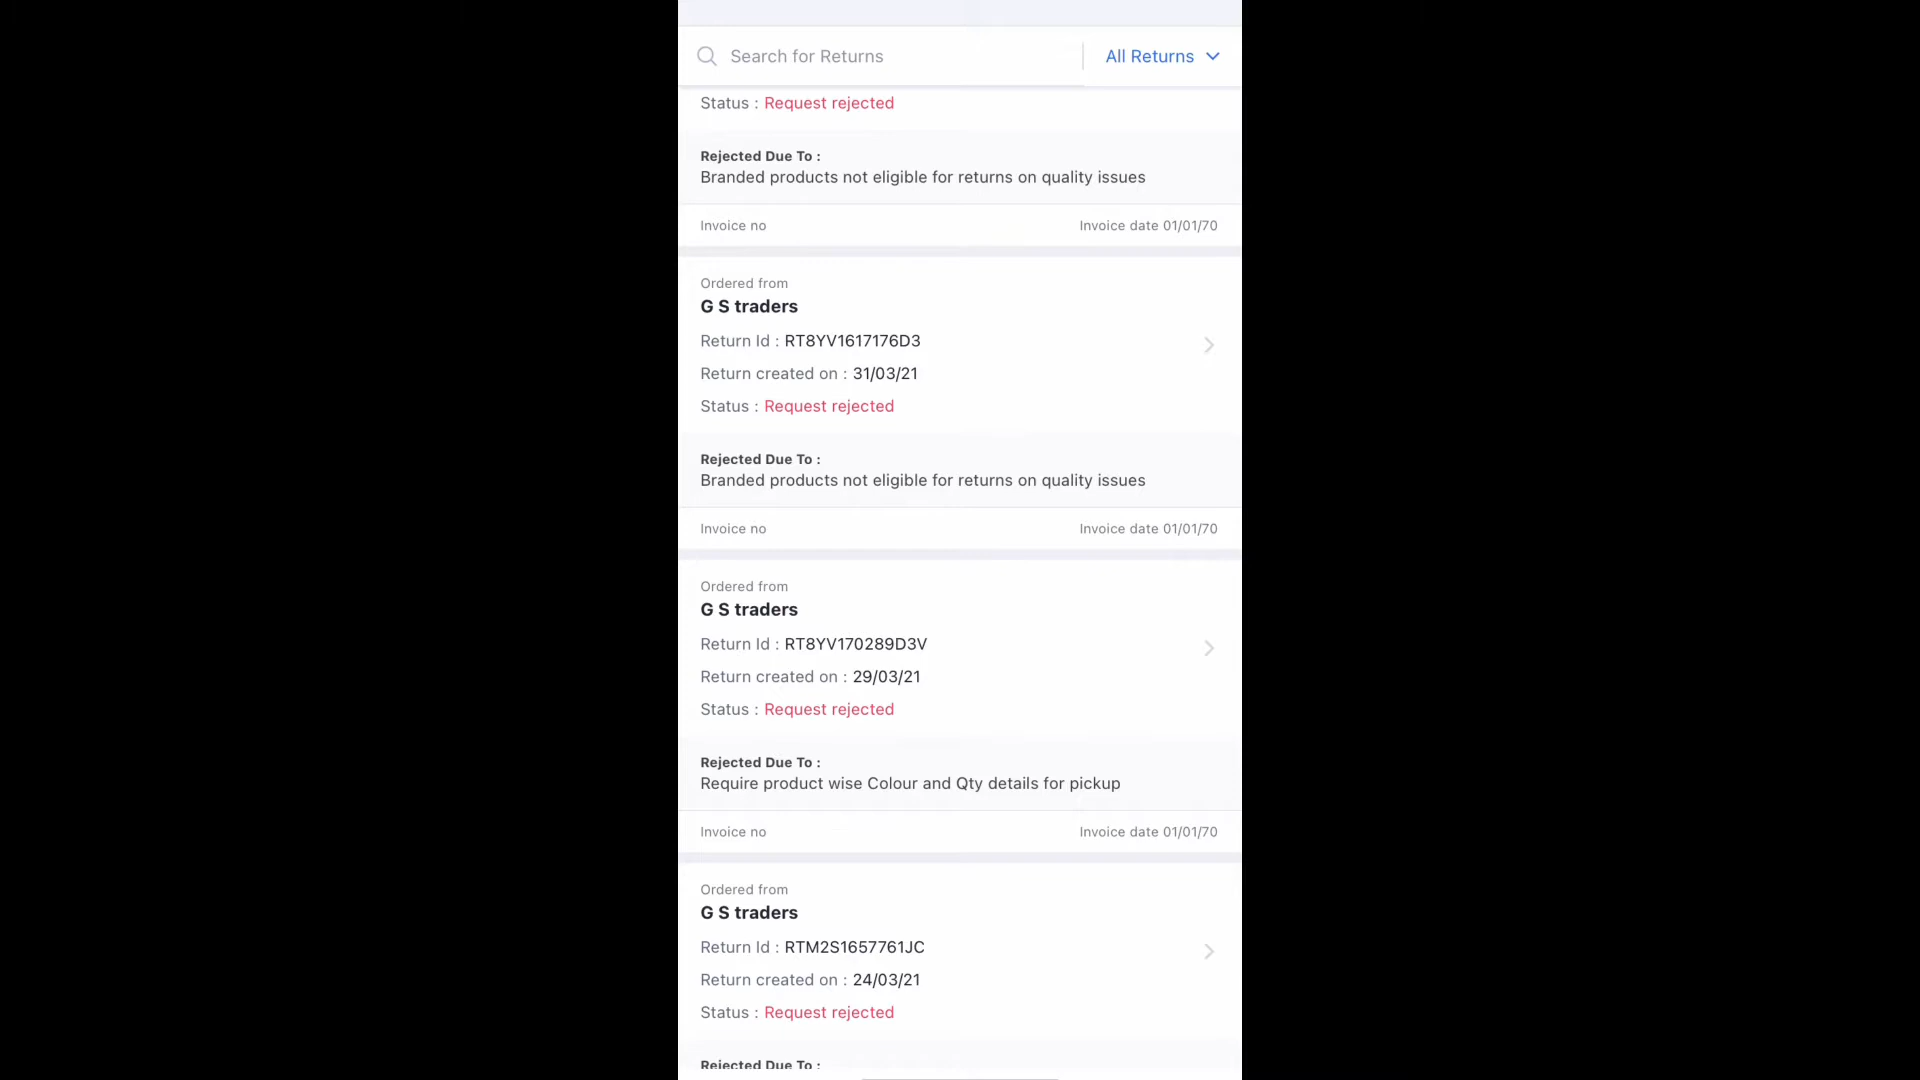 Search for Returns
All Returns
Status : Request rejected
Rejected Due To :
Branded products not eligible for returns on quality issues
Invoice no
Invoice date 01/01/70
Ordered from
G S traders
Return Id : RT8YV1617176D3
Return created on : 31/03/21
Status : Request rejected
Rejected Due To :
Branded products not eligible for returns on quality issues
Invoice no
Invoice date 01/01/70
Ordered from
G S traders
Return Id : RT8YV170289D3V
Return created on : 29/03/21
Status : Request rejected
Rejected Due To :
Require product wise Colour and Qty details for pickup
Invoice no
Invoice date 01/01/70
Ordered from
G S traders
Return Id : RTM2S1657761JC
Return created on : 24/03/21
Status : Request rejected
Rejected Due To :